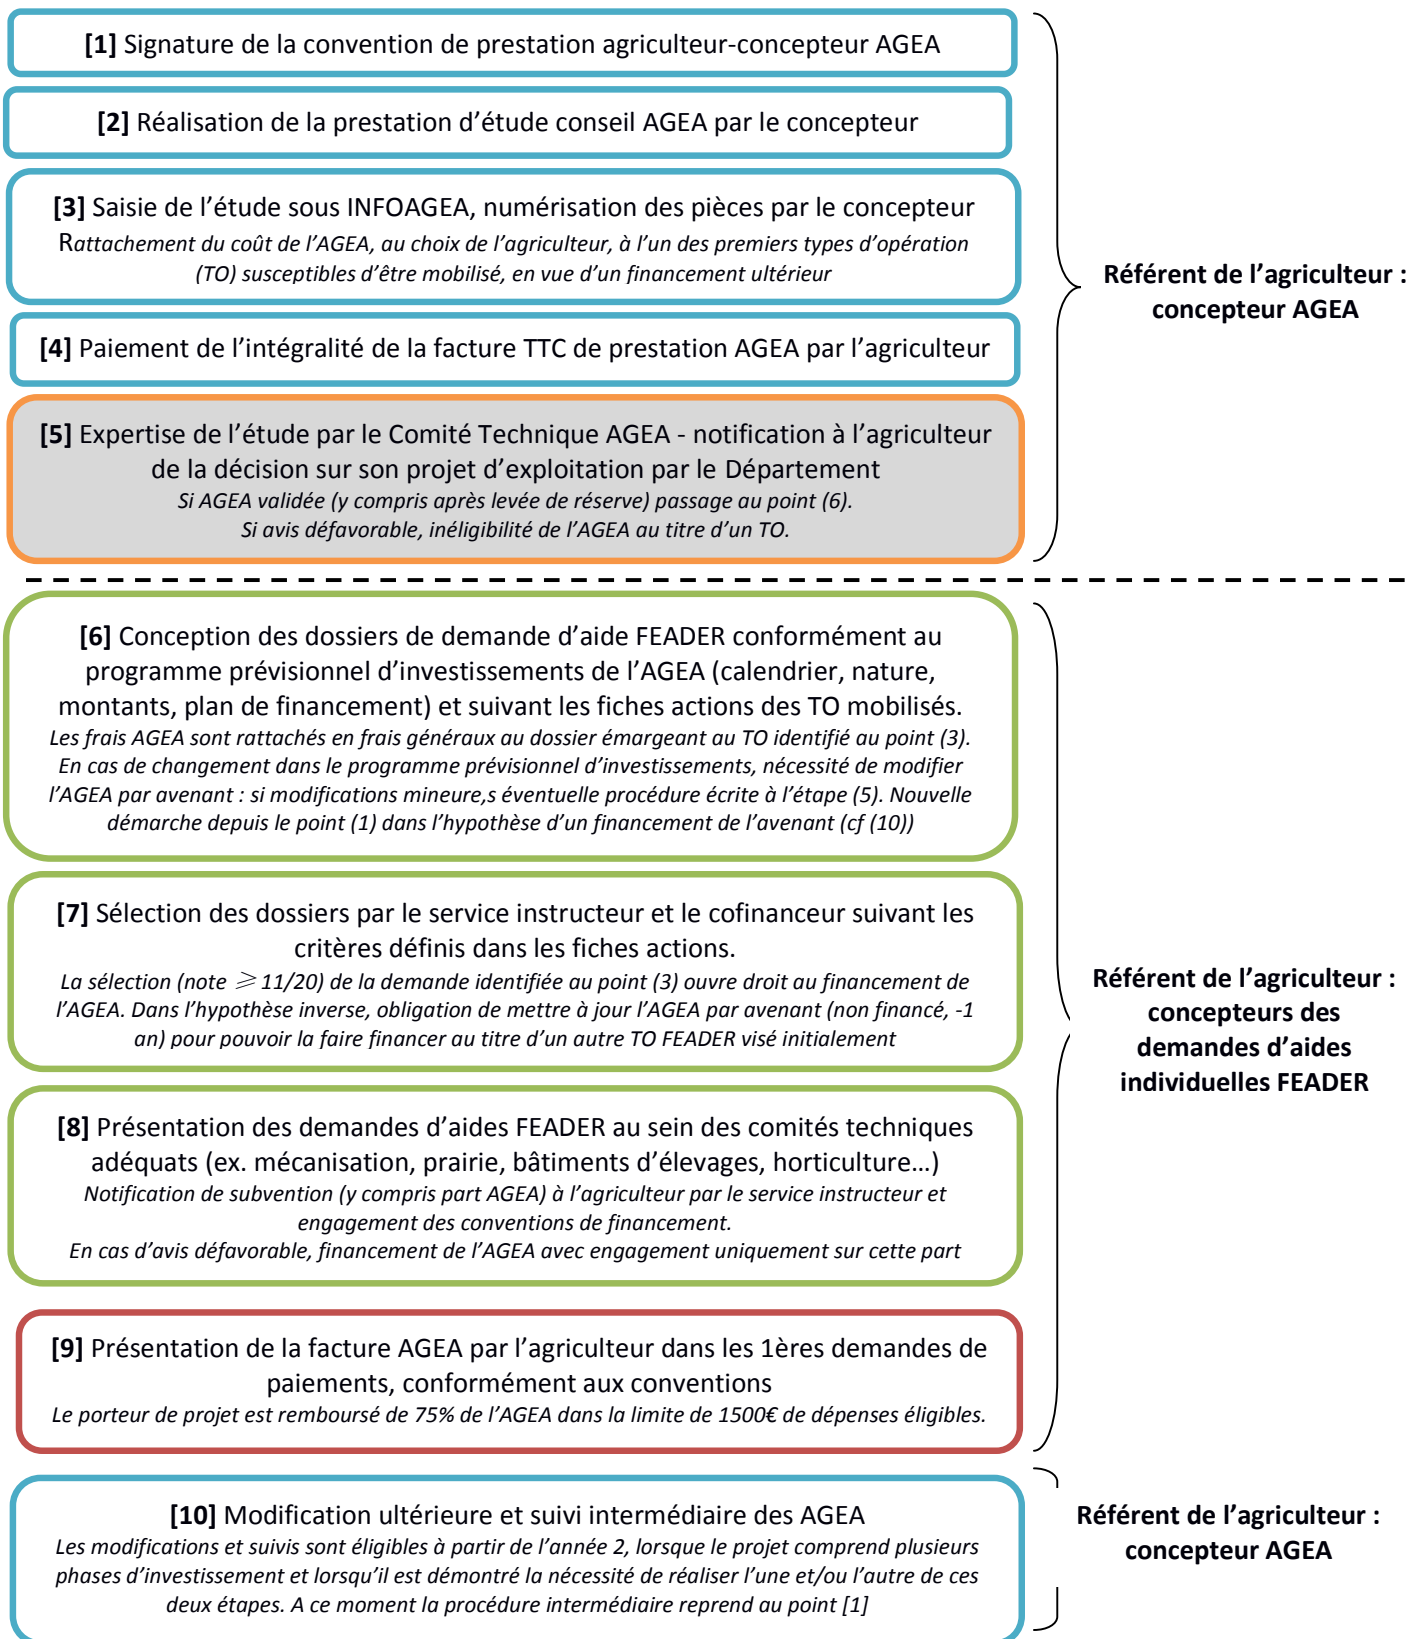 [1] Signature de la convention de prestation agriculteur-concepteur AGEA
[2] Réalisation de la prestation d'étude conseil AGEA par le concepteur
[3] Saisie de l'étude sous INFOAGEA, numérisation des pièces par le concepteur
Rattachement du coût de l'AGEA, au choix de l'agriculteur, à l'un des premiers types d'opération
(TO) susceptibles d'être mobilisé, en vue d'un financement ultérieur
[4] Paiement de l'intégralité de la facture TTC de prestation AGEA par l'agriculteur
[5] Expertise de l'étude par le Comité Technique AGEA - notification à l'agriculteur
de la décision sur son projet d'exploitation par le Département
Si AGEA validée (y compris après levée de réserve) passage au point (6).
Si avis défavorable, inéligibilité de l'AGEA au titre d'un TO.
Référent de l'agriculteur :
concepteur AGEA
[6] Conception des dossiers de demande d'aide FEADER conformément au
programme prévisionnel d'investissements de l'AGEA (calendrier, nature,
montants, plan de financement) et suivant les fiches actions des TO mobilisés.
Les frais AGEA sont rattachés en frais généraux au dossier émargeant au TO identifié au point (3).
En cas de changement dans le programme prévisionnel d'investissements, nécessité de modifier
l'AGEA par avenant : si modifications mineure,s éventuelle procédure écrite à l'étape (5). Nouvelle
démarche depuis le point (1) dans l'hypothèse d'un financement de l'avenant (cf (10))
[7] Sélection des dossiers par le service instructeur et le cofinanceur suivant les
critères définis dans les fiches actions.
La sélection (note ⩾ 11/20) de la demande identifiée au point (3) ouvre droit au financement de
l'AGEA. Dans l'hypothèse inverse, obligation de mettre à jour l'AGEA par avenant (non financé, -1
an) pour pouvoir la faire financer au titre d'un autre TO FEADER visé initialement
[8] Présentation des demandes d'aides FEADER au sein des comités techniques
adéquats (ex. mécanisation, prairie, bâtiments d'élevages, horticulture…)
Notification de subvention (y compris part AGEA) à l'agriculteur par le service instructeur et
engagement des conventions de financement.
En cas d'avis défavorable, financement de l'AGEA avec engagement uniquement sur cette part
[9] Présentation de la facture AGEA par l'agriculteur dans les 1ères demandes de
paiements, conformément aux conventions
Le porteur de projet est remboursé de 75% de l'AGEA dans la limite de 1500€ de dépenses éligibles.
Référent de l'agriculteur :
concepteurs des
demandes d'aides
individuelles FEADER
[10] Modification ultérieure et suivi intermédiaire des AGEA
Les modifications et suivis sont éligibles à partir de l'année 2, lorsque le projet comprend plusieurs
phases d'investissement et lorsqu'il est démontré la nécessité de réaliser l'une et/ou l'autre de ces
deux étapes. A ce moment la procédure intermédiaire reprend au point [1]
Référent de l'agriculteur :
concepteur AGEA